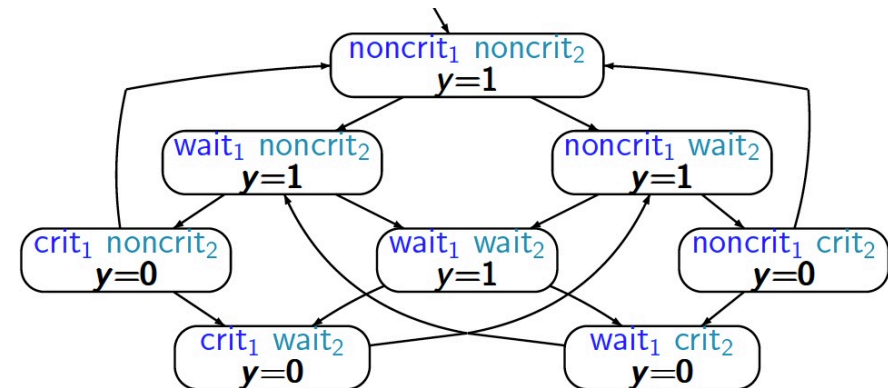 noncrit₁ noncrit₂
y=1
wait₁ noncrit₂
y=1
noncrit₁ wait₂
y=1
crit₁ noncrit₂
y=0
wait₁ wait₂
y=1
noncrit₁ crit₂
y=0
crit₁ wait₂
y=0
wait₁ crit₂
y=0